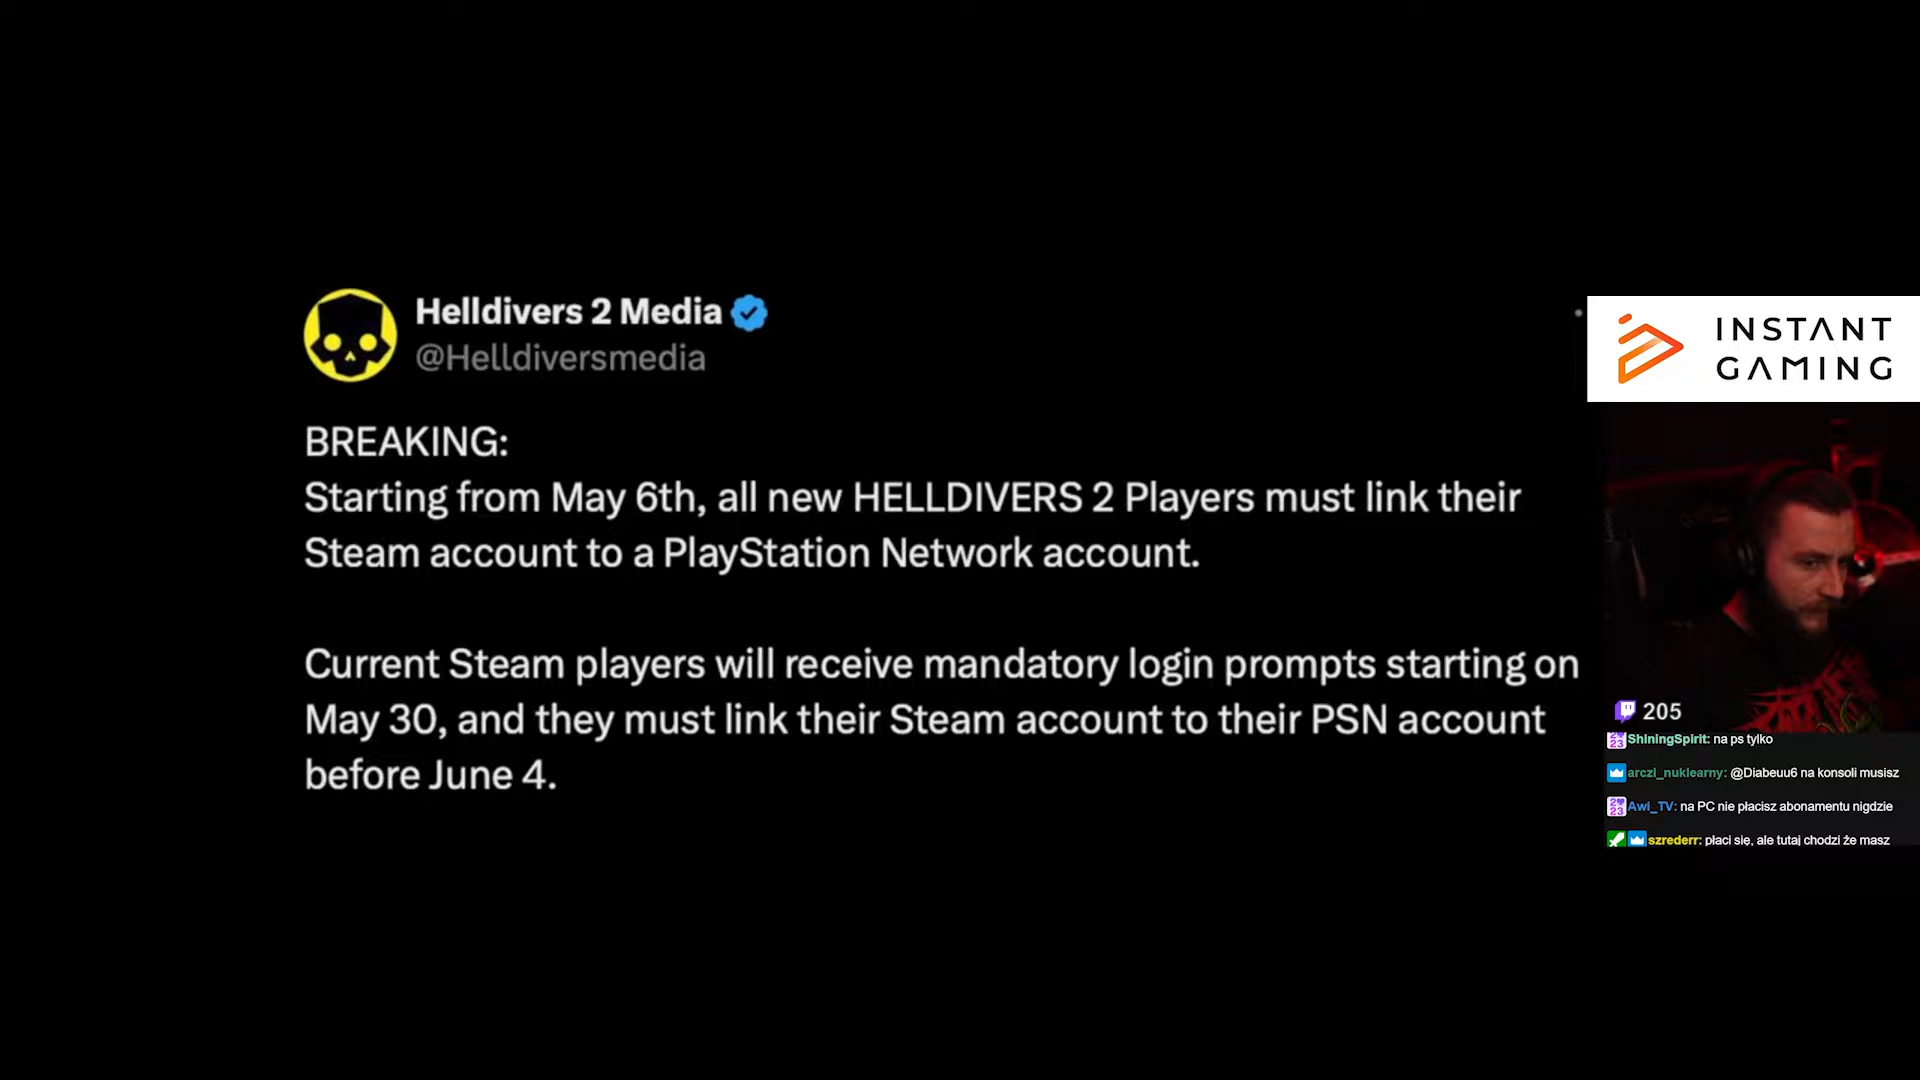 Helldivers 2 Media
@Helldiversmedia
BREAKING:
Starting from May 6th, all new HELLDIVERS 2 Players must link their
Steam account to a PlayStation Network account.
Current Steam players will receive mandatory login prompts starting on
May 30, and they must link their Steam account to their PSN account
before June 4.
INSTANT
GAMING
205
ShiningSpirit: na ps tylko
arczi_nuklearny: @Diabeuu6 na konsoli musisz
Awi_TV: na PC nie płacisz abonamentu nigdzie
szrederr: płaci się, ale tutaj chodzi że masz